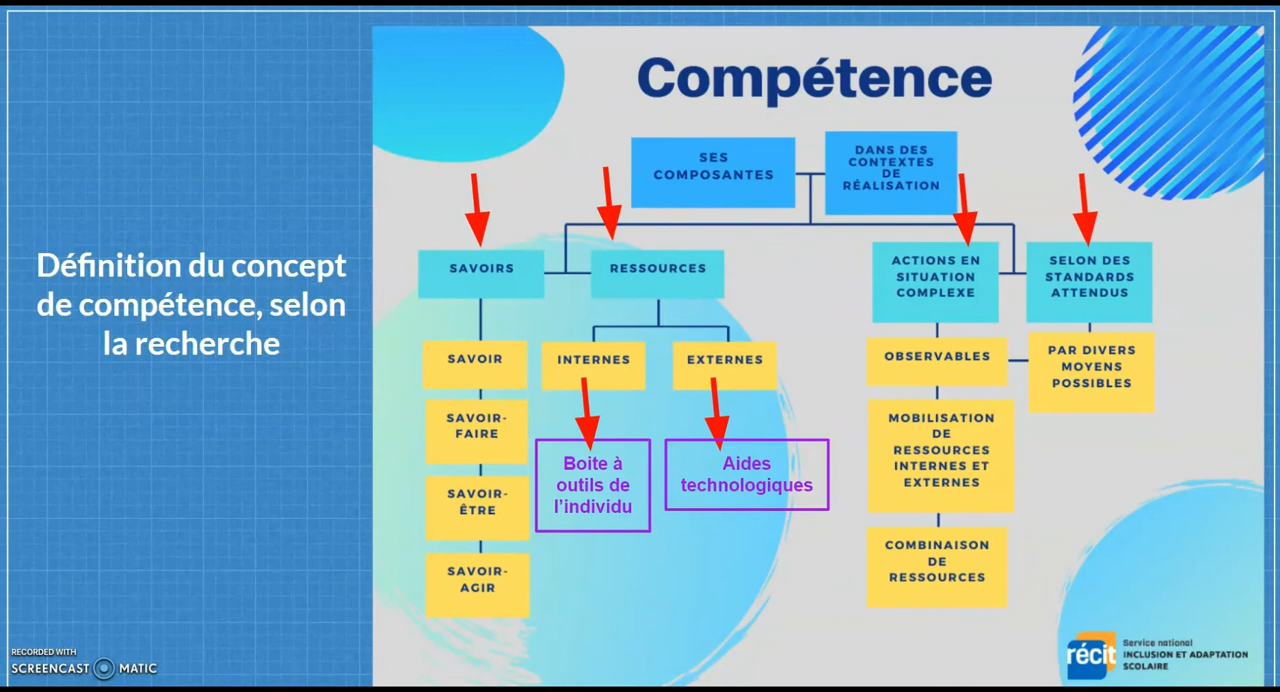 Définition du concept
de compétence, selon
la recherche
Compétence
SES
COMPOSANTES
DANS DES
CONTEXTES
DE
RÉALISATION
SAVOIRS
RESSOURCES
ACTIONS EN
SITUATION
COMPLEXE
SELON DES
STANDARDS
ATTENDUS
SAVOIR
SAVOIR-
FAIRE
SAVOIR-
ÊTRE
SAVOIR-
AGIR
INTERNES
EXTERNES
Boite à
outils de
l'individu
Aides
technologiques
OBSERVABLES
MOBILISATION
DE
RESSOURCES
INTERNES ET
EXTERNES
COMBINAISON
DE
RESSOURCES
PAR DIVERS
MOYENS
POSSIBLES
RECORDED WITH
SCREENCAST MATIC
récit
Service national
INCLUSION ET ADAPTATION
SCOLAIRE